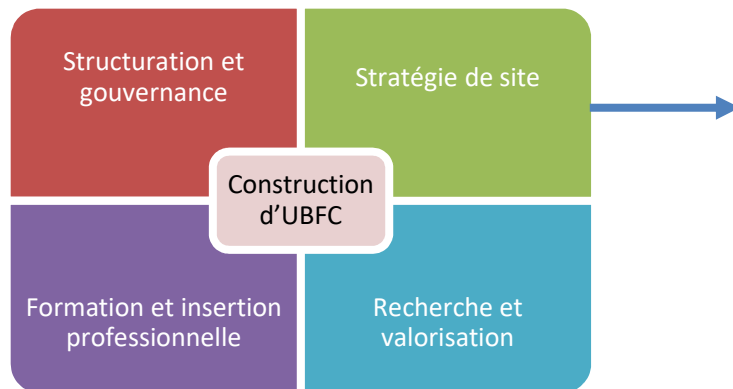 Structuration et
gouvernance
Stratégie de site
Construction
d’UBFC
Formation et insertion
professionnelle
Recherche et
valorisation